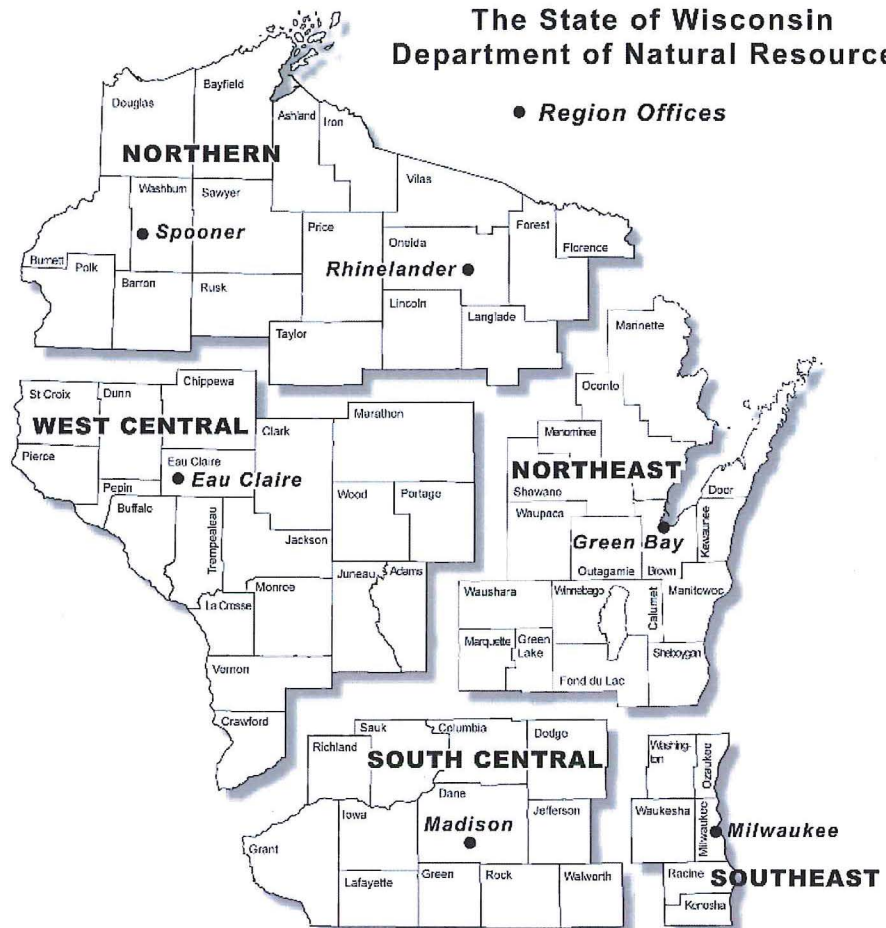 The State of Wisconsin
Department of Natural Resource
Region Offices
Douglas
Bayfield
Ashland
Iron
NORTHERN
Vilas
Washburn
Sawyer
Price
Forest
Florence
Spooner
Oneida
Rhinelander
Burnett
Polk
Barron
Rusk
Lincoln
Langlade
Taylor
Marinette
Oconto
Menominee
NORTHEAST
Shawano
Waupaca
Door
Kewaunee
Green Bay
Outagamie
Brown
Waushara
Winnebago
Calumet
Manitowoc
Marquette
Green
Lake
Fond du Lac
Sheboygan
St Croix
Dunn
Chippewa
WEST CENTRAL
Clark
Marathon
Pierce
Eau Claire
Eau Claire
Pepin
Buffalo
Wood
Portage
Trempealeau
Jackson
Monroe
Juneau
Adams
La Crosse
Vernon
Crawford
Sauk
Columbia
Dodge
Richland
SOUTH CENTRAL
Dane
Iowa
Madison
Jefferson
Grant
Lafayette
Green
Rock
Walworth
Washing-
ton
Ozaukee
Waukesha
Milwaukee
Milwaukee
Racine
SOUTHEAST
Kenosha